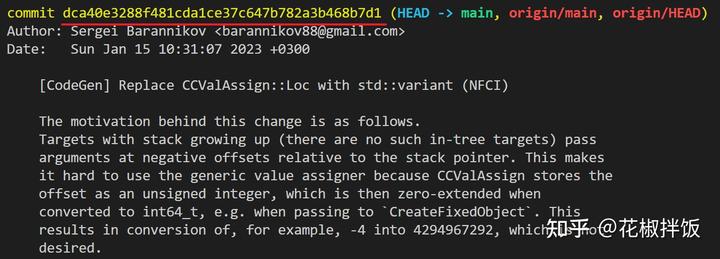 commit dca40e3288f481cda1ce37c647b782a3b468b7d1 (HEAD -> main, origin/main, origin/HEAD)
Author: Sergei Barannikov <barannikov88@gmail.com>
Date:   Sun Jan 15 10:31:07 2023 +0300
[CodeGen] Replace CCValAssign::Loc with std::variant (NFCI)
The motivation behind this change is as follows.
Targets with stack growing up (there are no such in-tree targets) pass
arguments at negative offsets relative to the stack pointer. This makes
it hard to use the generic value assigner because CCValAssign stores the
offset as an unsigned integer, which is then zero-extended when
converted to int64_t, e.g. when passing to `CreateFixedObject`. This
results in conversion of, for example, -4 into 4294967292, which is not
desired.
知乎 @花椒拌饭